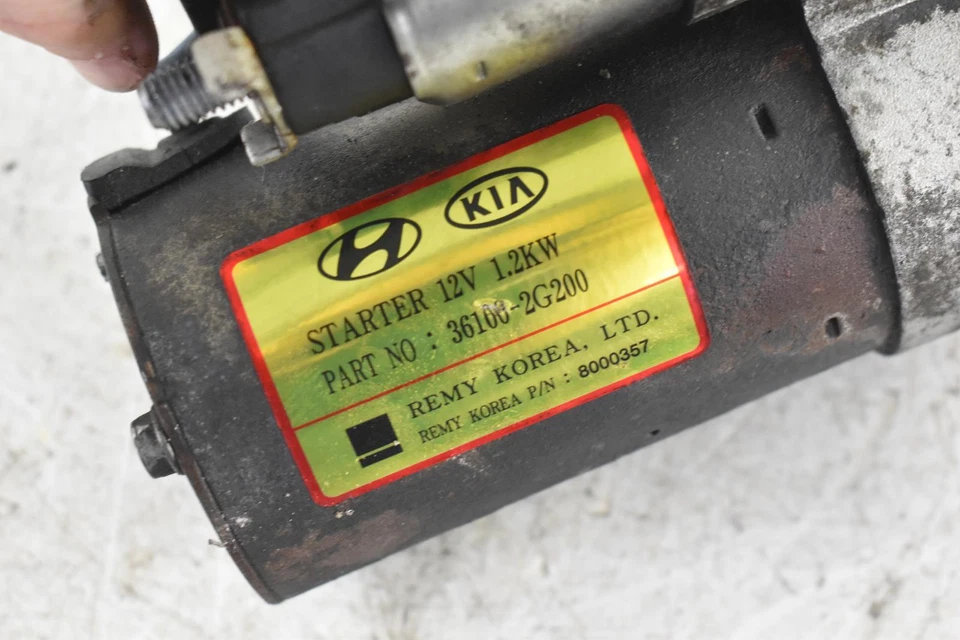 KIA
STARTER 12V 1.2KW
PART NO : 36100-2G200
REMY KOREA, LTD.
REMY KOREA P/N : 8000357